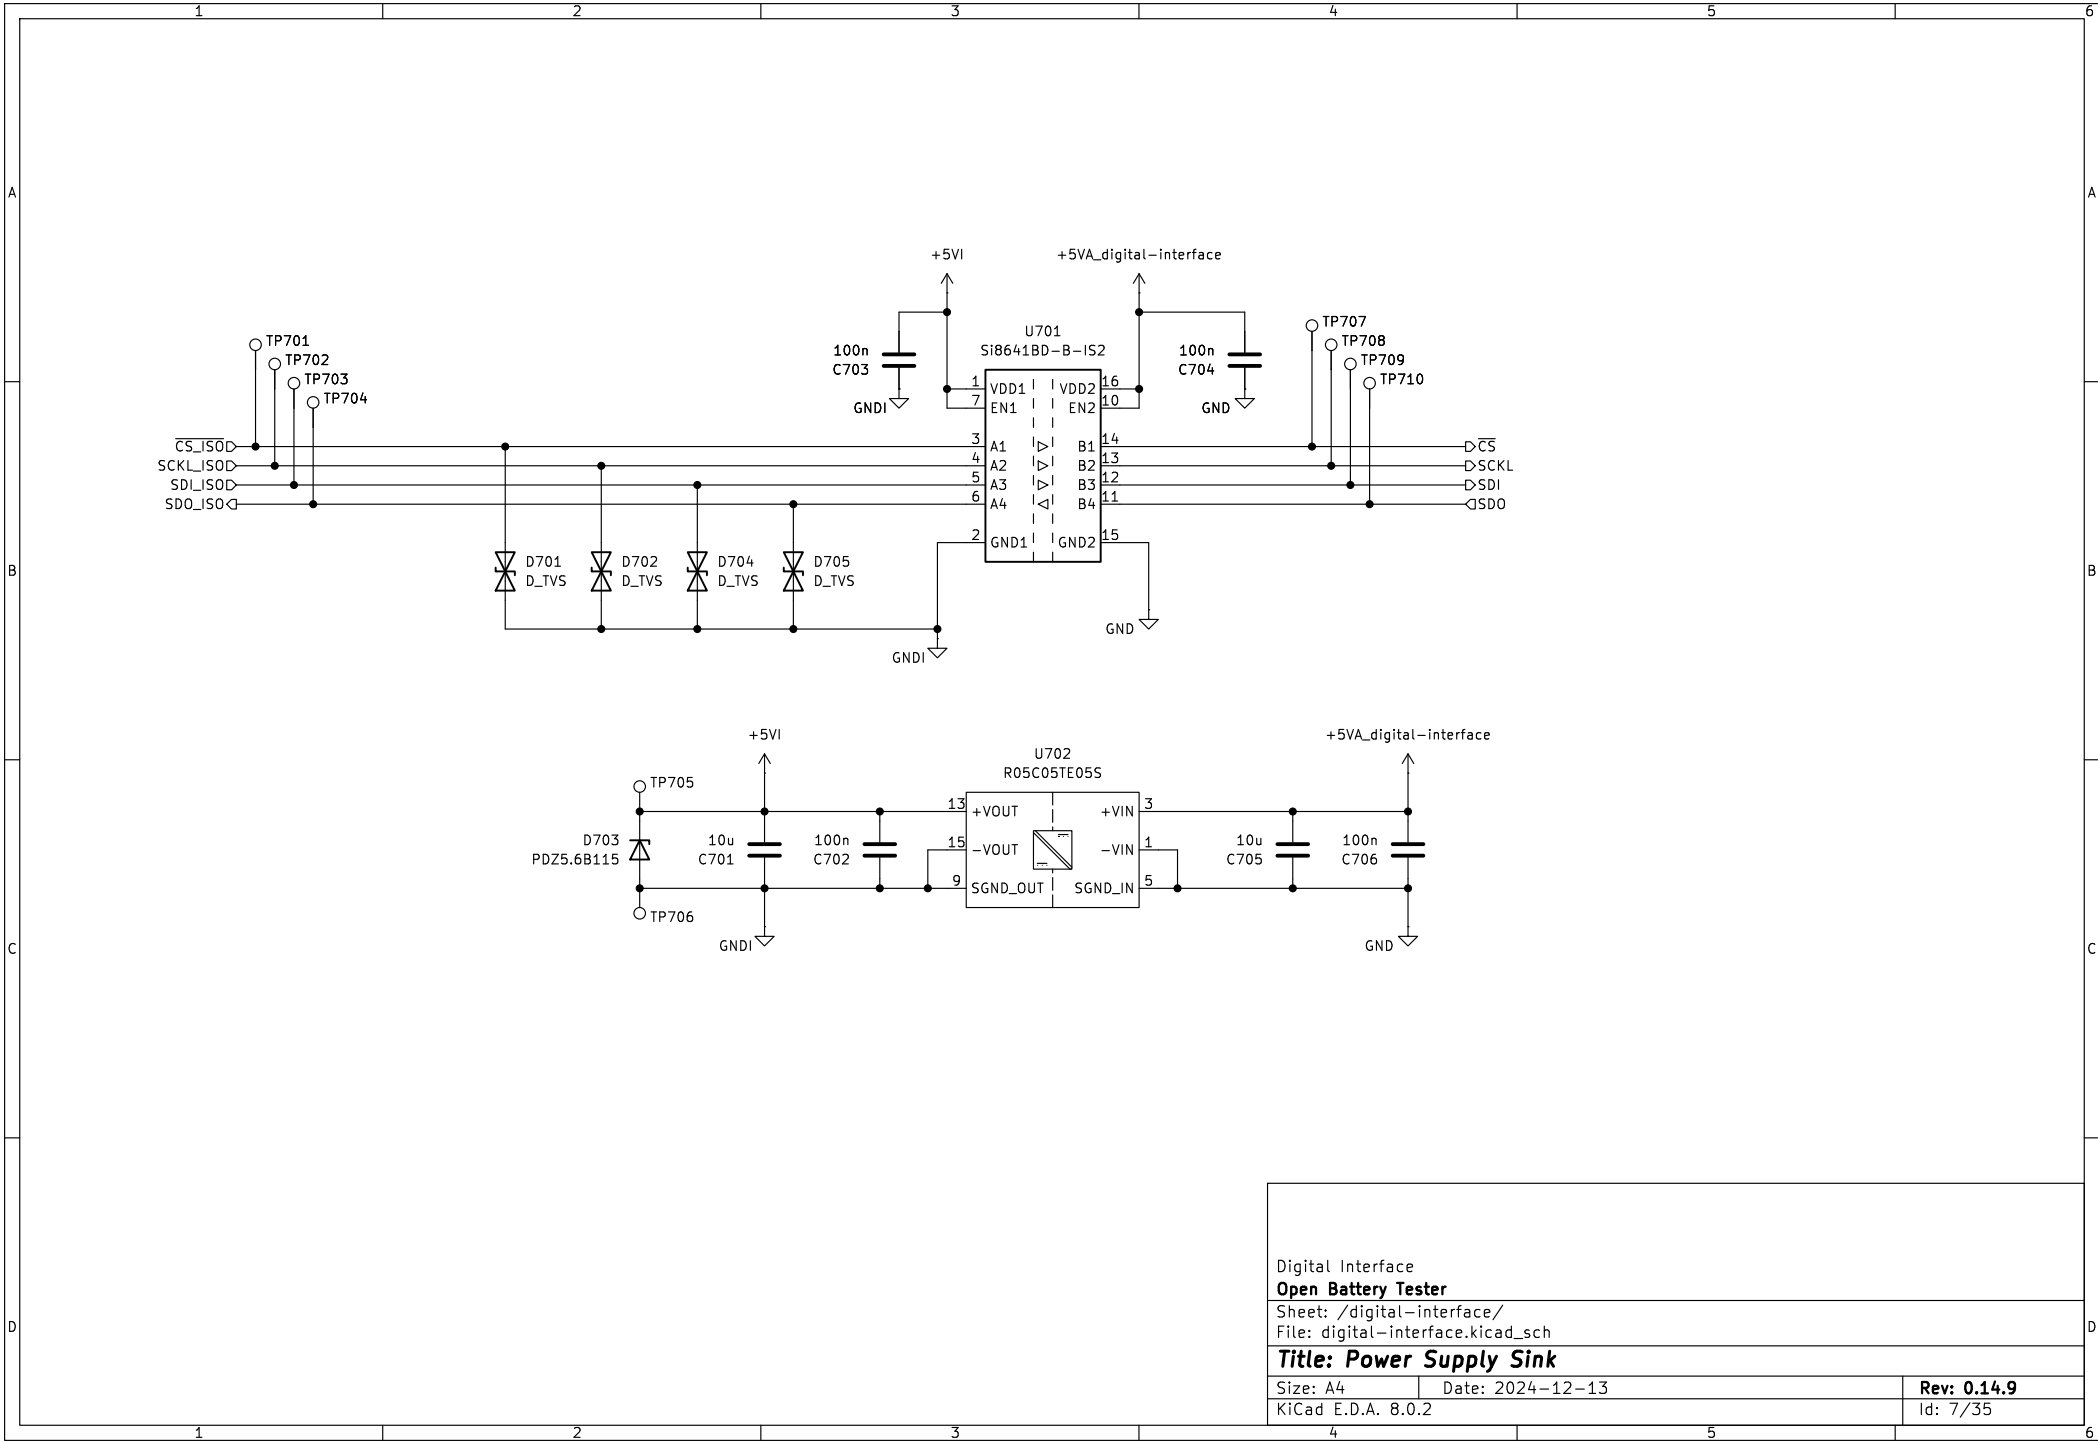 1 2 3 4 5 6
A A
+5VI +5VA_digital-interface
U701
Si8641BD-B-IS2
100n
C703
GNDI
100n
C704
GND
TP701
TP702
TP703
TP704
TP707
TP708
TP709
TP710
1 VDD1 VDD2 16
7 EN1 EN2 10
CS_ISO 3 A1 B1 14 CS
SCKL_ISO 4 A2 B2 13 SCKL
SDI_ISO 5 A3 B3 12 SDI
SDO_ISO 6 A4 B4 11 SDO
2 GND1 GND2 15
B B
D701
D_TVS
D702
D_TVS
D704
D_TVS
D705
D_TVS
GNDI
GND
+5VI +5VA_digital-interface
U702
R05C05TE05S
TP705
D703
PDZ5.6B115
TP706
10u
C701
100n
C702
13 +VOUT +VIN 3
15 -VOUT -VIN 1
9 SGND_OUT SGND_IN 5
10u
C705
100n
C706
GNDI
GND
C C
D D
Digital Interface
Open Battery Tester
Sheet: /digital-interface/
File: digital-interface.kicad_sch
Title: Power Supply Sink
Size: A4 Date: 2024-12-13 Rev: 0.14.9
KiCad E.D.A. 8.0.2 Id: 7/35
1 2 3 4 5 6